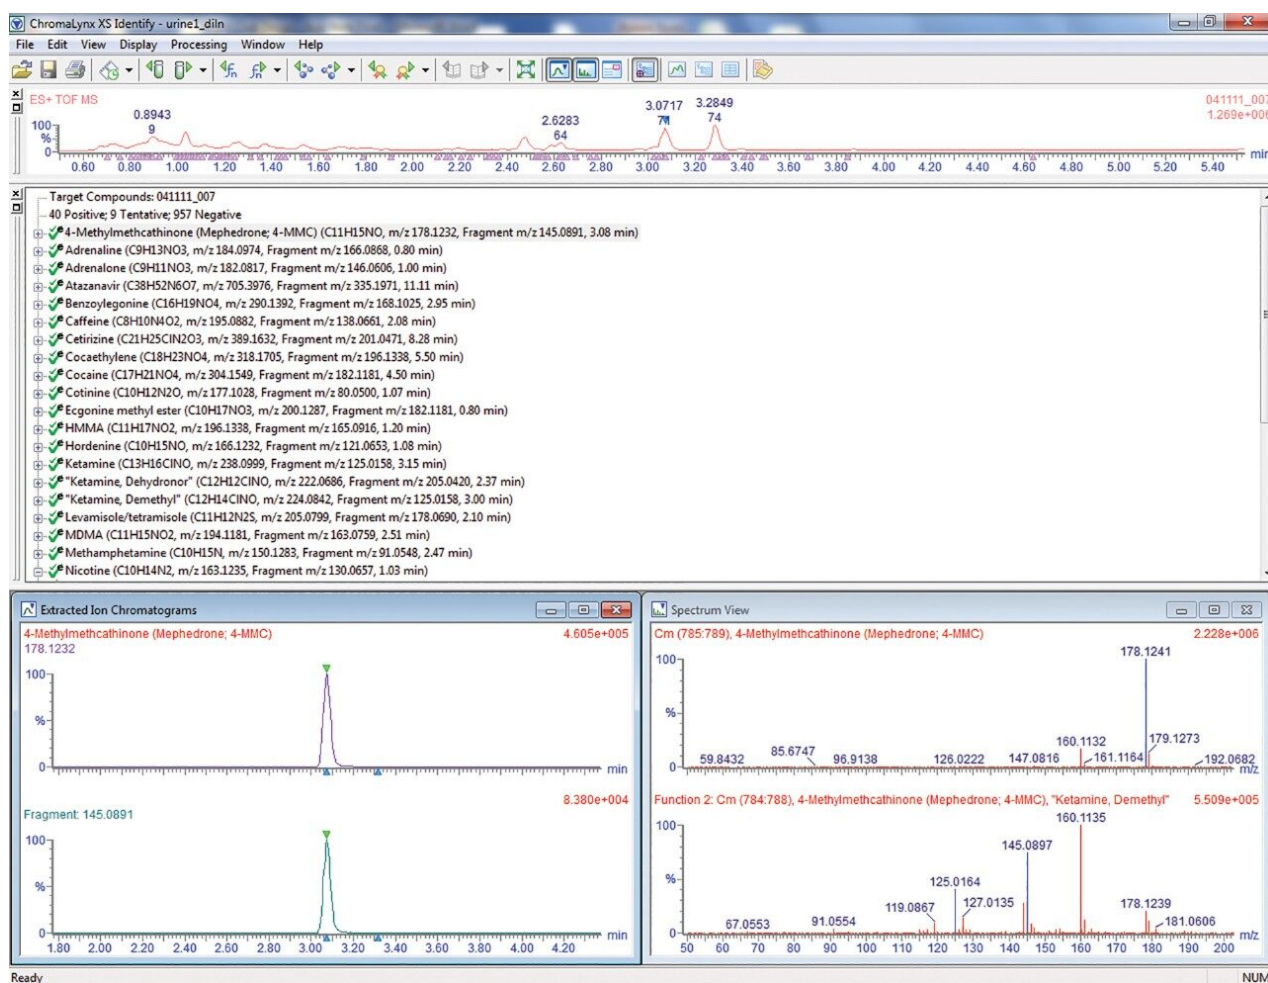 ChromaLynx XS Identify - urine1_diln
File Edit View Display Processing Window Help
ES+ TOF MS
041111_007
1.269e+006
0.8943
9
2.6283
64
3.0717
3.2849
74
100
%
0
0.60 0.80 1.00 1.20 1.40 1.60 1.80 2.00 2.20 2.40 2.60 2.80 3.00 3.20 3.40 3.60 3.80 4.00 4.20 4.40 4.60 4.80 5.00 5.20 5.40
min
Target Compounds: 041111_007
40 Positive; 9 Tentative; 957 Negative
4-Methylmethcathinone (Mephedrone; 4-MMC) (C11H15NO, m/z 178.1232, Fragment m/z 145.0891, 3.08 min)
Adrenaline (C9H13NO3, m/z 184.0974, Fragment m/z 166.0868, 0.80 min)
Adrenalone (C9H11NO3, m/z 182.0817, Fragment m/z 146.0606, 1.00 min)
Atazanavir (C38H52N6O7, m/z 705.3976, Fragment m/z 335.1971, 11.11 min)
Benzoylegonine (C16H19NO4, m/z 290.1392, Fragment m/z 168.1025, 2.95 min)
Caffeine (C8H10N4O2, m/z 195.0882, Fragment m/z 138.0661, 2.08 min)
Cetirizine (C21H25ClN2O3, m/z 389.1632, Fragment m/z 201.0471, 8.28 min)
Cocaethylene (C18H23NO4, m/z 318.1705, Fragment m/z 196.1338, 5.50 min)
Cocaine (C17H21NO4, m/z 304.1549, Fragment m/z 182.1181, 4.50 min)
Cotinine (C10H12N2O, m/z 177.1028, Fragment m/z 80.0500, 1.07 min)
Ecgonine methyl ester (C10H17NO3, m/z 200.1287, Fragment m/z 182.1181, 0.80 min)
HMMA (C11H17NO2, m/z 196.1338, Fragment m/z 165.0916, 1.20 min)
Hordenine (C10H15NO, m/z 166.1232, Fragment m/z 121.0653, 1.08 min)
Ketamine (C13H16ClNO, m/z 238.0999, Fragment m/z 125.0158, 3.15 min)
"Ketamine, Dehydronor" (C12H12ClNO, m/z 222.0686, Fragment m/z 205.0420, 2.37 min)
"Ketamine, Demethyl" (C12H14ClNO, m/z 224.0842, Fragment m/z 125.0158, 3.00 min)
Levamisole/tetramisole (C11H12N2S, m/z 205.0799, Fragment m/z 178.0690, 2.10 min)
MDMA (C11H15NO2, m/z 194.1181, Fragment m/z 163.0759, 2.51 min)
Methamphetamine (C10H15N, m/z 150.1283, Fragment m/z 91.0548, 2.47 min)
Nicotine (C10H14N2, m/z 163.1235, Fragment m/z 130.0657, 1.03 min)
Extracted Ion Chromatograms
4-Methylmethcathinone (Mephedrone; 4-MMC) 4.605e+005
178.1232
100
%
0
min
8.380e+004
Fragment: 145.0891
100
%
0
1.80 2.00 2.20 2.40 2.60 2.80 3.00 3.20 3.40 3.60 3.80 4.00 4.20
min
Spectrum View
Cm (785:789), 4-Methylmethcathinone (Mephedrone; 4-MMC) 2.228e+006
100
%
0
178.1241
160.1132
179.1273
59.8432
85.6747
96.9138
126.0222
147.0816
161.1164
192.0682
m/z
Function 2: Cm (784:788), 4-Methylmethcathinone (Mephedrone; 4-MMC), "Ketamine, Demethyl" 5.509e+005
100
%
0
160.1135
145.0897
125.0164
119.0867
127.0135
178.1239
67.0553
91.0554
181.0606
50 60 70 80 90 100 110 120 130 140 150 160 170 180 190 200
m/z
Ready
NUM